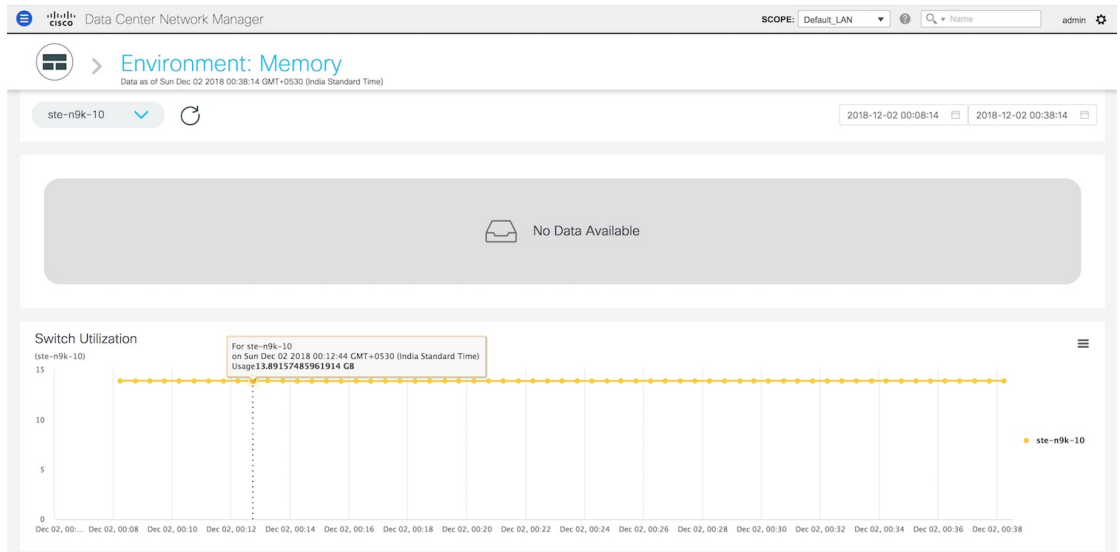 cisco Data Center Network Manager SCOPE: Default_LAN Name admin
Environment: Memory
Data as of Sun Dec 02 2018 00:38:14 GMT+0530 (India Standard Time)
ste-n9k-10 2018-12-02 00:08:14 2018-12-02 00:38:14
No Data Available
Switch Utilization
(ste-n9k-10)
For ste-n9k-10
on Sun Dec 02 2018 00:12:44 GMT+0530 (India Standard Time)
Usage13.89157485961914 GB
15
10
ste-n9k-10
5
0
Dec 02, 00:... Dec 02, 00:08 Dec 02, 00:10 Dec 02, 00:12 Dec 02, 00:14 Dec 02, 00:16 Dec 02, 00:18 Dec 02, 00:20 Dec 02, 00:22 Dec 02, 00:24 Dec 02, 00:26 Dec 02, 00:28 Dec 02, 00:30 Dec 02, 00:32 Dec 02, 00:34 Dec 02, 00:36 Dec 02, 00:38